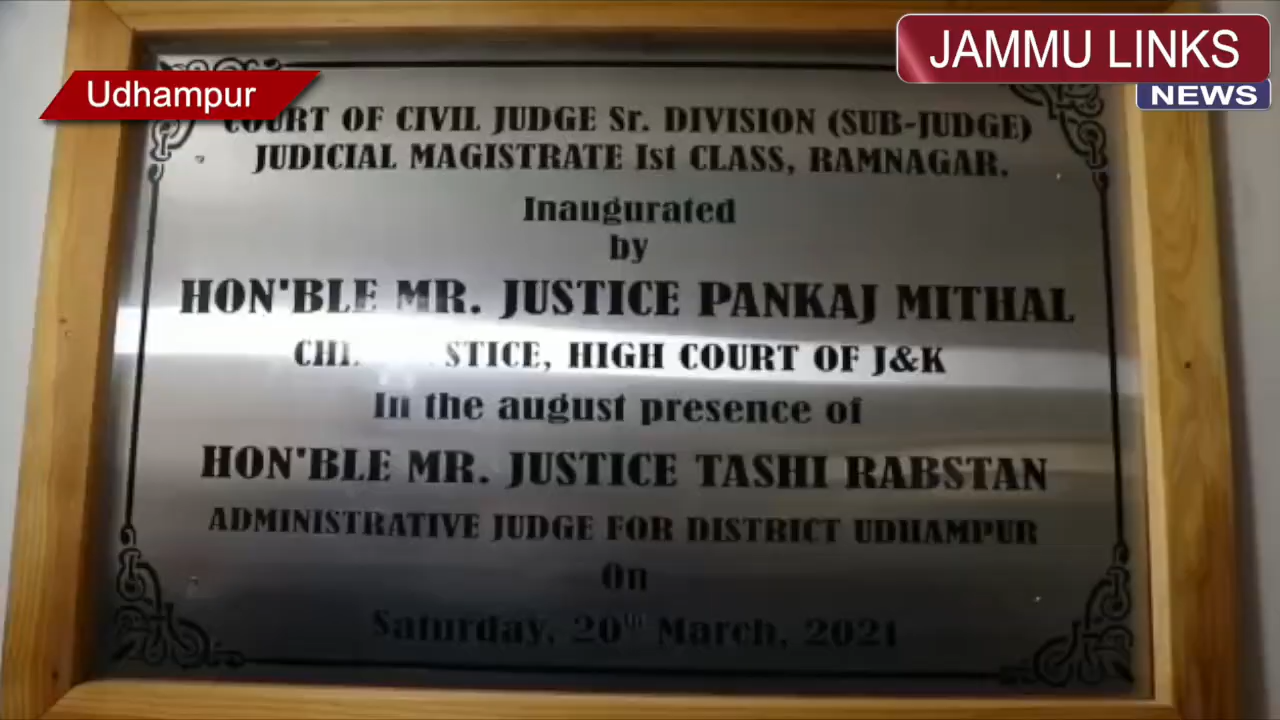 JAMMU LINKS
NEWS
Udhampur
COURT OF CIVIL JUDGE Sr. DIVISION (SUB-JUDGE)
JUDICIAL MAGISTRATE Ist CLASS, RAMNAGAR.
Inaugurated
by
HON'BLE MR. JUSTICE PANKAJ MITHAL
HIGH COURT OF J&K
In the august presence of
HON'BLE MR. JUSTICE TASHI RABSTAN
ADMINISTRATIVE JUDGE FOR DISTRICT UDHAMPUR
On
Saturday, 20th March, 2021